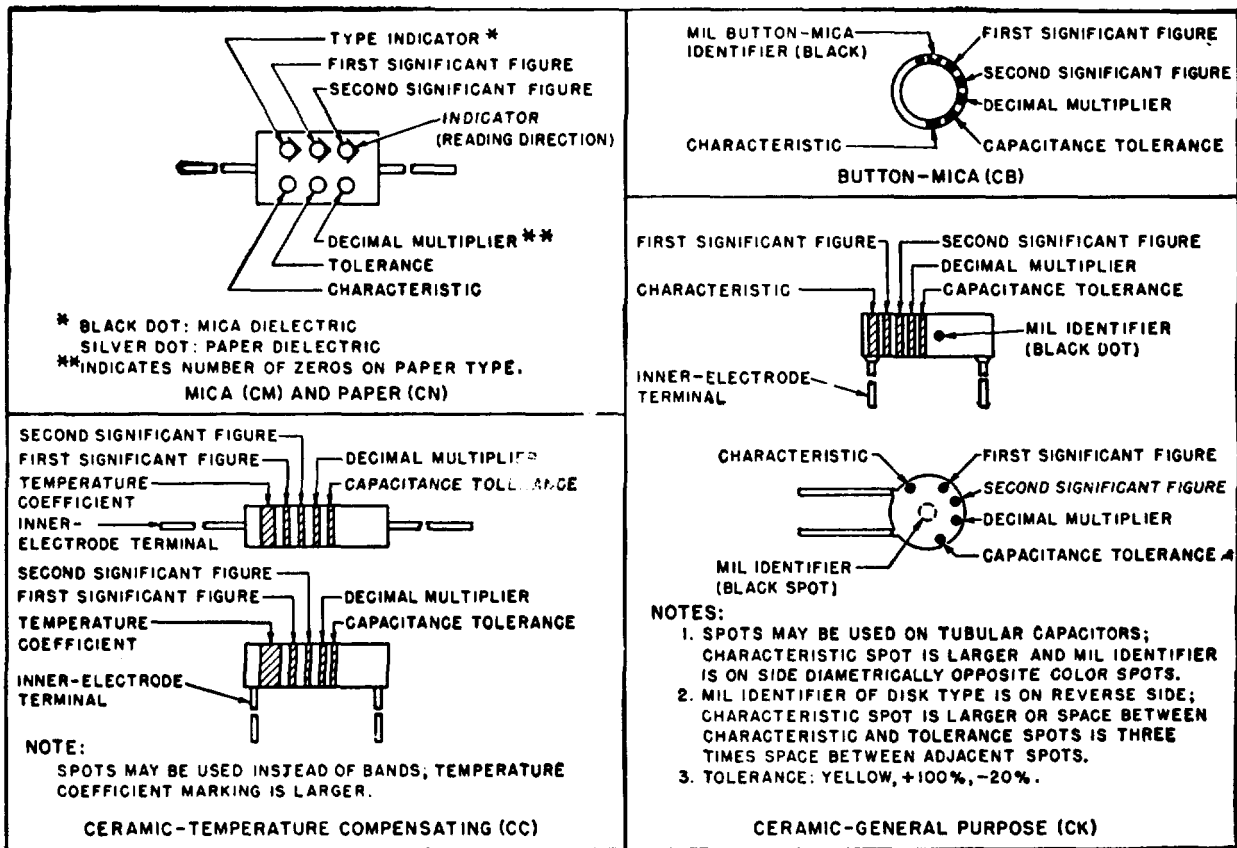 TYPE INDICATOR *
FIRST SIGNIFICANT FIGURE
SECOND SIGNIFICANT FIGURE
INDICATOR
(READING DIRECTION)
DECIMAL MULTIPLIER **
TOLERANCE
CHARACTERISTIC
* BLACK DOT: MICA DIELECTRIC
SILVER DOT: PAPER DIELECTRIC
** INDICATES NUMBER OF ZEROS ON PAPER TYPE.
MICA (CM) AND PAPER (CN)
MIL BUTTON-MICA
IDENTIFIER (BLACK)
FIRST SIGNIFICANT FIGURE
SECOND SIGNIFICANT FIGURE
DECIMAL MULTIPLIER
CHARACTERISTIC
CAPACITANCE TOLERANCE
BUTTON-MICA (CB)
SECOND SIGNIFICANT FIGURE
FIRST SIGNIFICANT FIGURE
DECIMAL MULTIPLIER
TEMPERATURE
COEFFICIENT
CAPACITANCE TOLERANCE
INNER-
ELECTRODE TERMINAL
SECOND SIGNIFICANT FIGURE
FIRST SIGNIFICANT FIGURE
DECIMAL MULTIPLIER
TEMPERATURE
COEFFICIENT
CAPACITANCE TOLERANCE
INNER-ELECTRODE
TERMINAL
NOTE:
SPOTS MAY BE USED INSTEAD OF BANDS; TEMPERATURE
COEFFICIENT MARKING IS LARGER.
CERAMIC-TEMPERATURE COMPENSATING (CC)
FIRST SIGNIFICANT FIGURE
SECOND SIGNIFICANT FIGURE
DECIMAL MULTIPLIER
CHARACTERISTIC
CAPACITANCE TOLERANCE
MIL IDENTIFIER
(BLACK DOT)
INNER-ELECTRODE
TERMINAL
CHARACTERISTIC
FIRST SIGNIFICANT FIGURE
SECOND SIGNIFICANT FIGURE
DECIMAL MULTIPLIER
CAPACITANCE TOLERANCE
MIL IDENTIFIER
(BLACK SPOT)
NOTES:
1. SPOTS MAY BE USED ON TUBULAR CAPACITORS;
CHARACTERISTIC SPOT IS LARGER AND MIL IDENTIFIER
IS ON SIDE DIAMETRICALLY OPPOSITE COLOR SPOTS.
2. MIL IDENTIFIER OF DISK TYPE IS ON REVERSE SIDE;
CHARACTERISTIC SPOT IS LARGER OR SPACE BETWEEN
CHARACTERISTIC AND TOLERANCE SPOTS IS THREE
TIMES SPACE BETWEEN ADJACENT SPOTS.
3. TOLERANCE: YELLOW, +100%, -20%.
CERAMIC-GENERAL PURPOSE (CK)